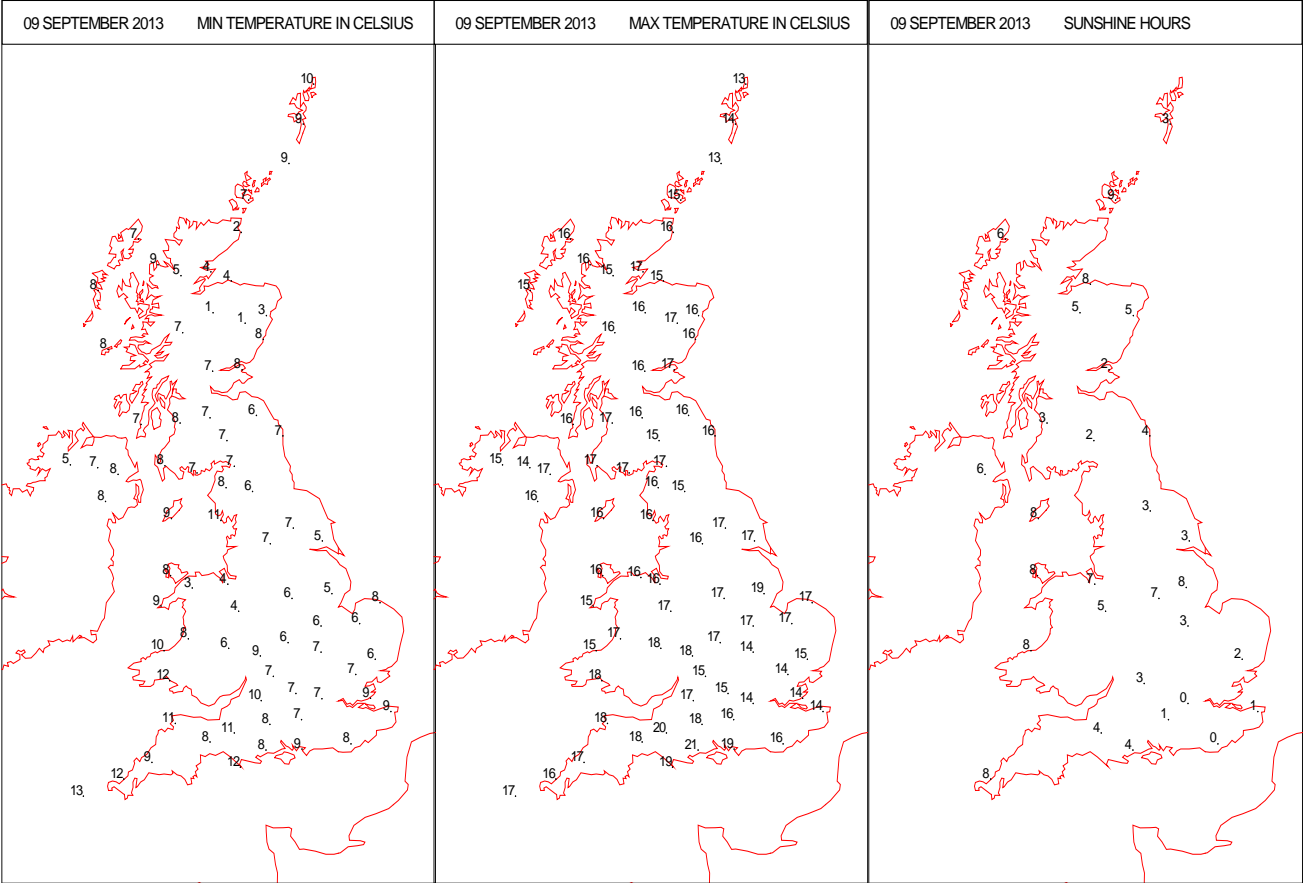 09 SEPTEMBER 2013 MIN TEMPERATURE IN CELSIUS
10
9
9
7
2
7
9
5 4 4
8
1 1 3
7 8
8
7 8
7 8 7 6
7 7
5 7 8 8 7 7
8 8 6
9 11
7 7 5
8 3 4
6 5 8
9 4 6 6
10 8 6 6 9 7 6
12 7 7
10 7 7 9 9
11 11 8 7
8 8 9 8
9 12
12
13
09 SEPTEMBER 2013 MAX TEMPERATURE IN CELSIUS
13
14
13
15
16 16
16 15 17 15
15
16 17 16
16 16
16 17
16 17 16 16
15 16
15 14 17 17 17 17
16 16 15
16 16
16 17 17
16 16 16
15 17 17 19 17
17 17
15 17 18 18 17 14 15
18 15 14
17 15 14 14 14
18 20 18 16
18 21 19 16
17 19
16
17
09 SEPTEMBER 2013 SUNSHINE HOURS
3
9
6
8
5 5
2
3 2 4
6
8 3
3
8 7
5 7 8
3
8 2
3 0 1
4 1
4 0
8